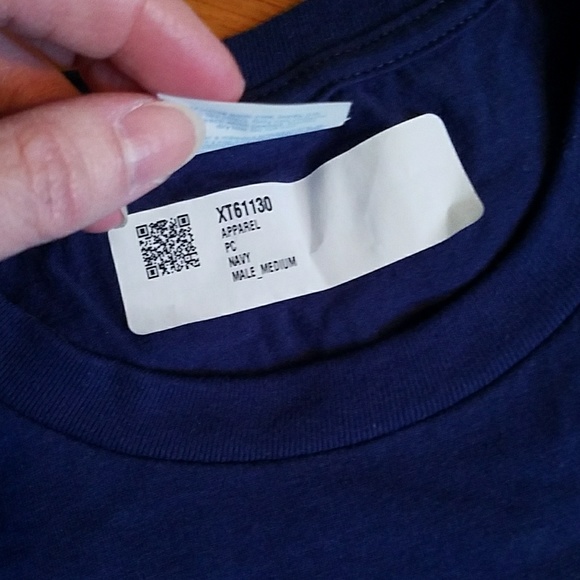 XT61130
APPAREL
PC
NAVY
MALE_MEDIUM